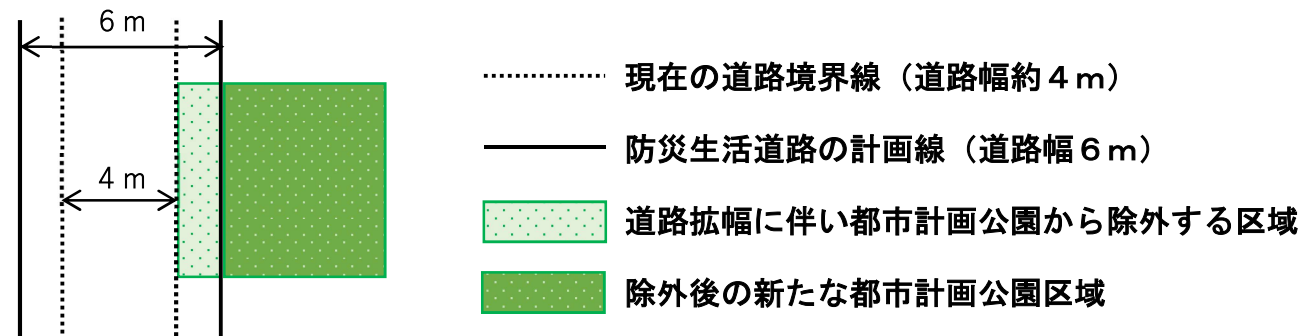 6 m
4 m
現在の道路境界線（道路幅約４ｍ）
防災生活道路の計画線（道路幅６ｍ）
道路拡幅に伴い都市計画公園から除外する区域
除外後の新たな都市計画公園区域